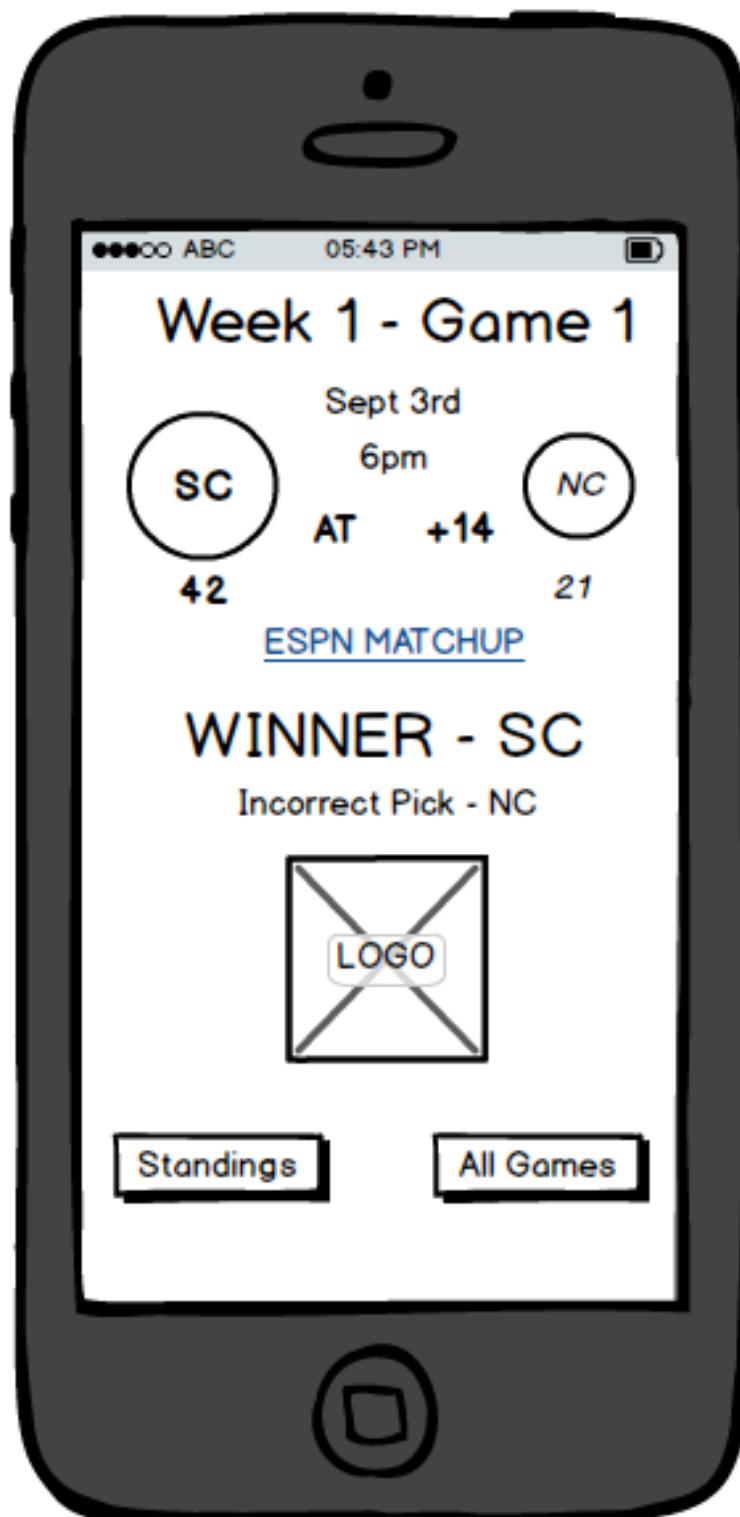 ABC 05:43 PM
Week 1 - Game 1
Sept 3rd
6pm
SC
NC
AT +14
42
21
ESPN MATCHUP
WINNER - SC
Incorrect Pick - NC
LOGO
Standings
All Games